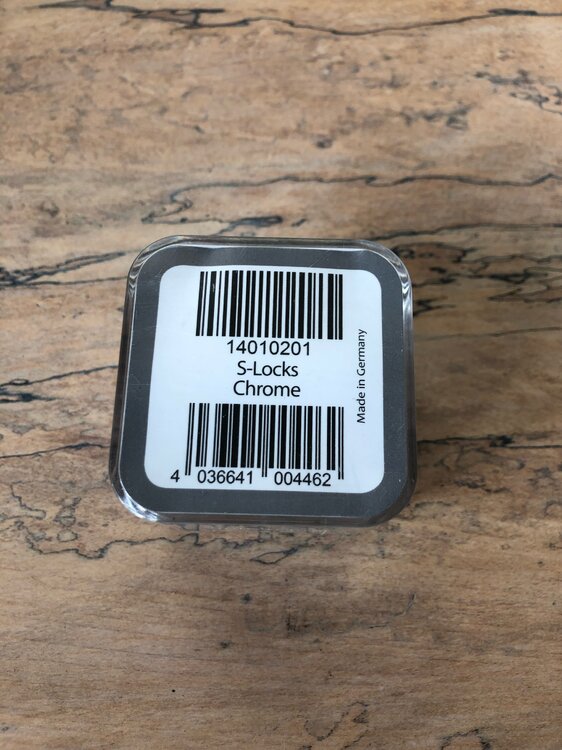 14010201
S-Locks
Chrome
4 036641 004462
Made in Germany